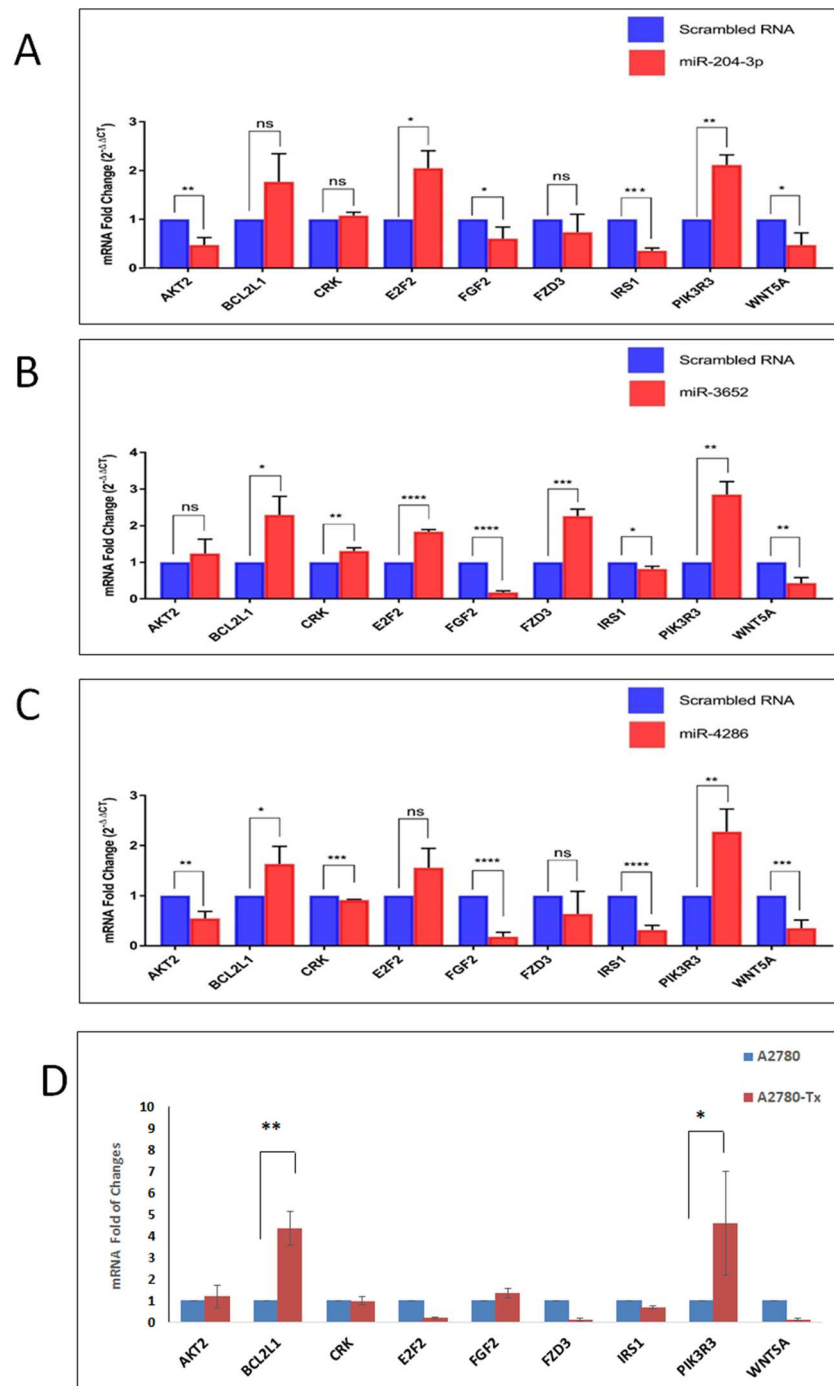 A
Scrambled RNA
miR-204-3p
mRNA Fold Change (2-ΔΔCT)
3
2
1
0
** ns ns * * ns *** ** *
AKT2 BCL2L1 CRK E2F2 FGF2 FZD3 IRS1 PIK3R3 WNT5A
B
Scrambled RNA
miR-3652
mRNA Fold Change (2-ΔΔCT)
4
3
2
1
0
ns * ** **** **** *** * ** **
AKT2 BCL2L1 CRK E2F2 FGF2 FZD3 IRS1 PIK3R3 WNT5A
C
Scrambled RNA
miR-4286
mRNA Fold Change (2-ΔΔCT)
3
2
1
0
** * *** ns **** ns **** ** ***
AKT2 BCL2L1 CRK E2F2 FGF2 FZD3 IRS1 PIK3R3 WNT5A
D
A2780
A2780-Tx
mRNA Fold of Changes
10
9
8
7
6
5
4
3
2
1
0
** *
AKT2 BCL2L1 CRK E2F2 FGF2 FZD3 IRS1 PIK3R3 WNT5A